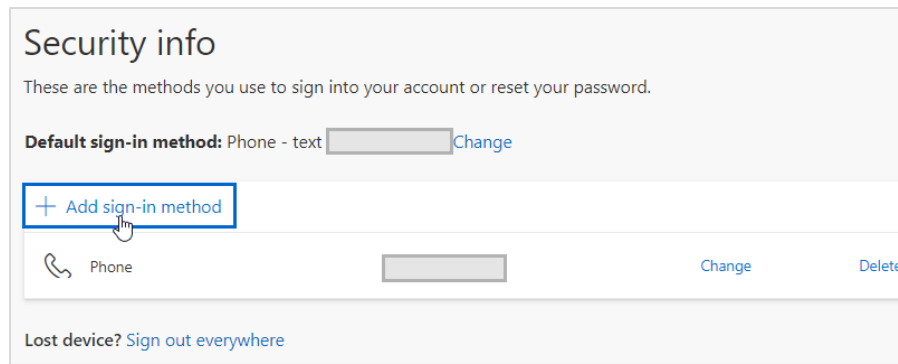 Security info
These are the methods you use to sign into your account or reset your password.
Default sign-in method: Phone - text Change
+ Add sign-in method
Phone Change Delete
Lost device? Sign out everywhere